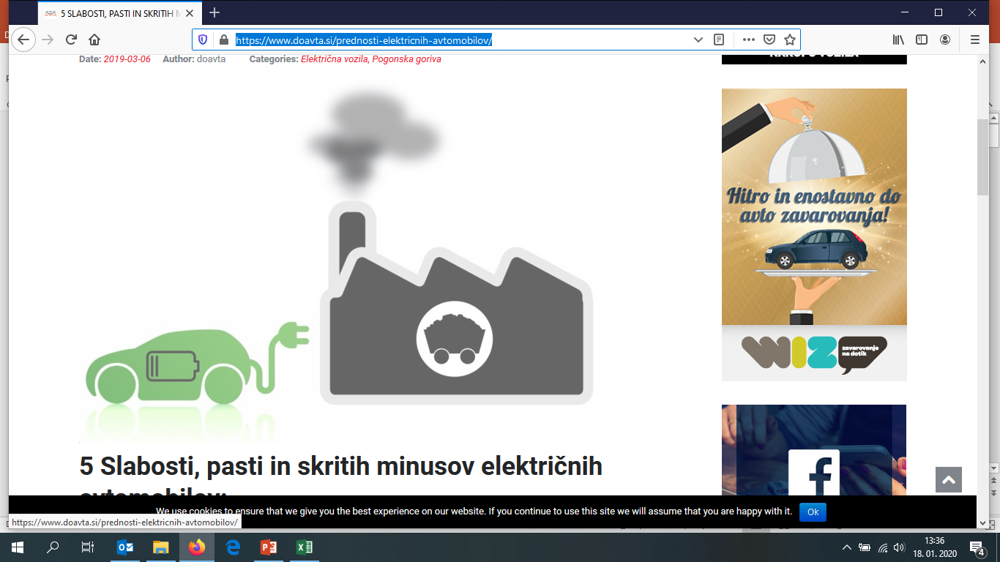 5 SLABOSTI, PASTI IN SKRITIH M
https://www.doavta.si/prednosti-elektricnih-avtomobilov/
Date: 2019-03-06 Author: doavta Categories: Električna vozila, Pogonska goriva
Hitro in enostavno do
avto zavarovanja!
WIZ
zavarovanje
na dotik
5 Slabosti, pasti in skritih minusov električnih
avtomobilov:
We use cookies to ensure that we give you the best experience on our website. If you continue to use this site we will assume that you are happy with it. Ok
https://www.doavta.si/prednosti-elektricnih-avtomobilov/
13:36
18. 01. 2020
4